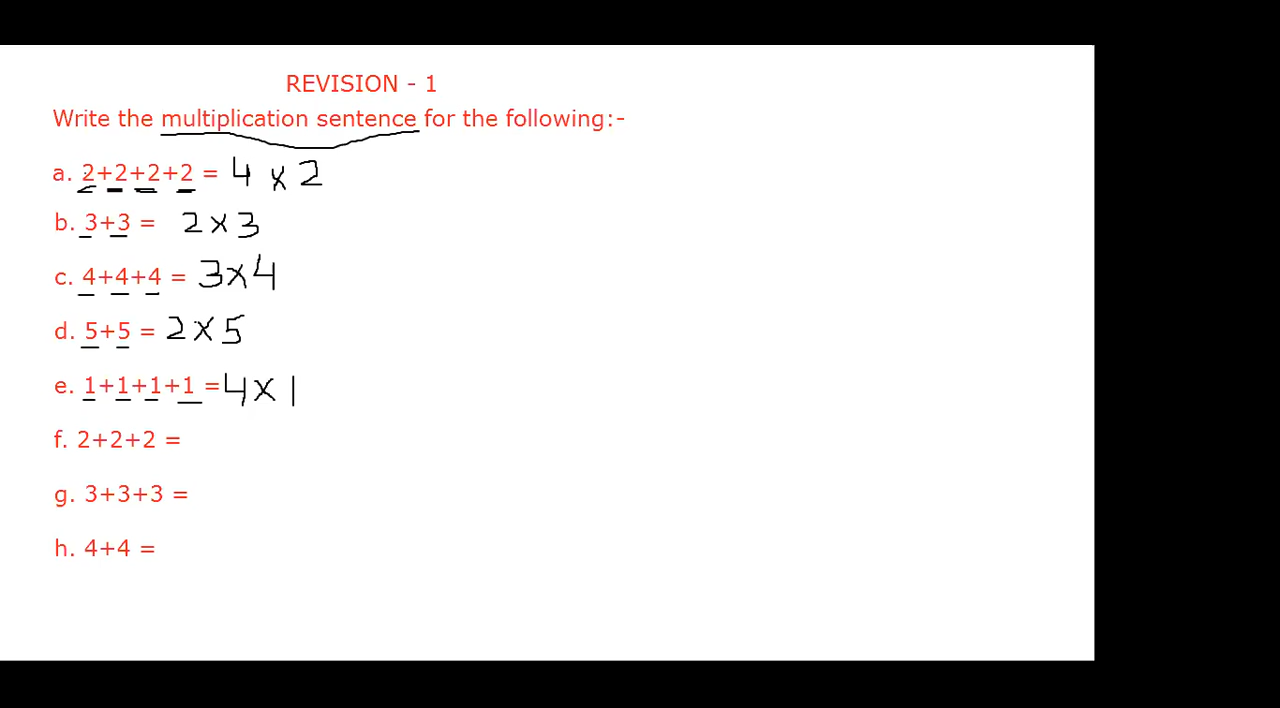 REVISION - 1
Write the multiplication sentence for the following:-
a. 2+2+2+2 = 4 x 2
b. 3+3 = 2 x 3
c. 4+4+4 = 3x4
d. 5+5 = 2 x 5
e. 1+1+1+1 = 4 x 1
f. 2+2+2 =
g. 3+3+3 =
h. 4+4 =